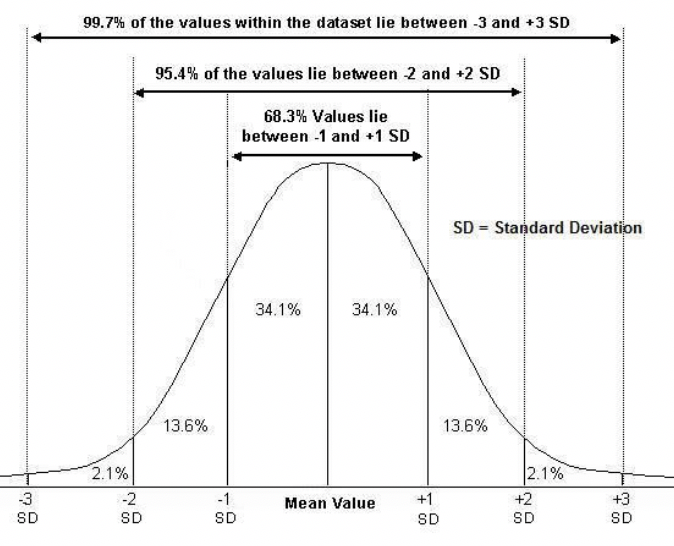 99.7% of the values within the dataset lie between -3 and +3 SD
95.4% of the values lie between -2 and +2 SD
68.3% Values lie
between -1 and +1 SD
SD = Standard Deviation
34.1%
34.1%
13.6%
13.6%
2.1%
2.1%
-3
SD
-2
SD
-1
SD
Mean Value
+1
SD
+2
SD
+3
SD